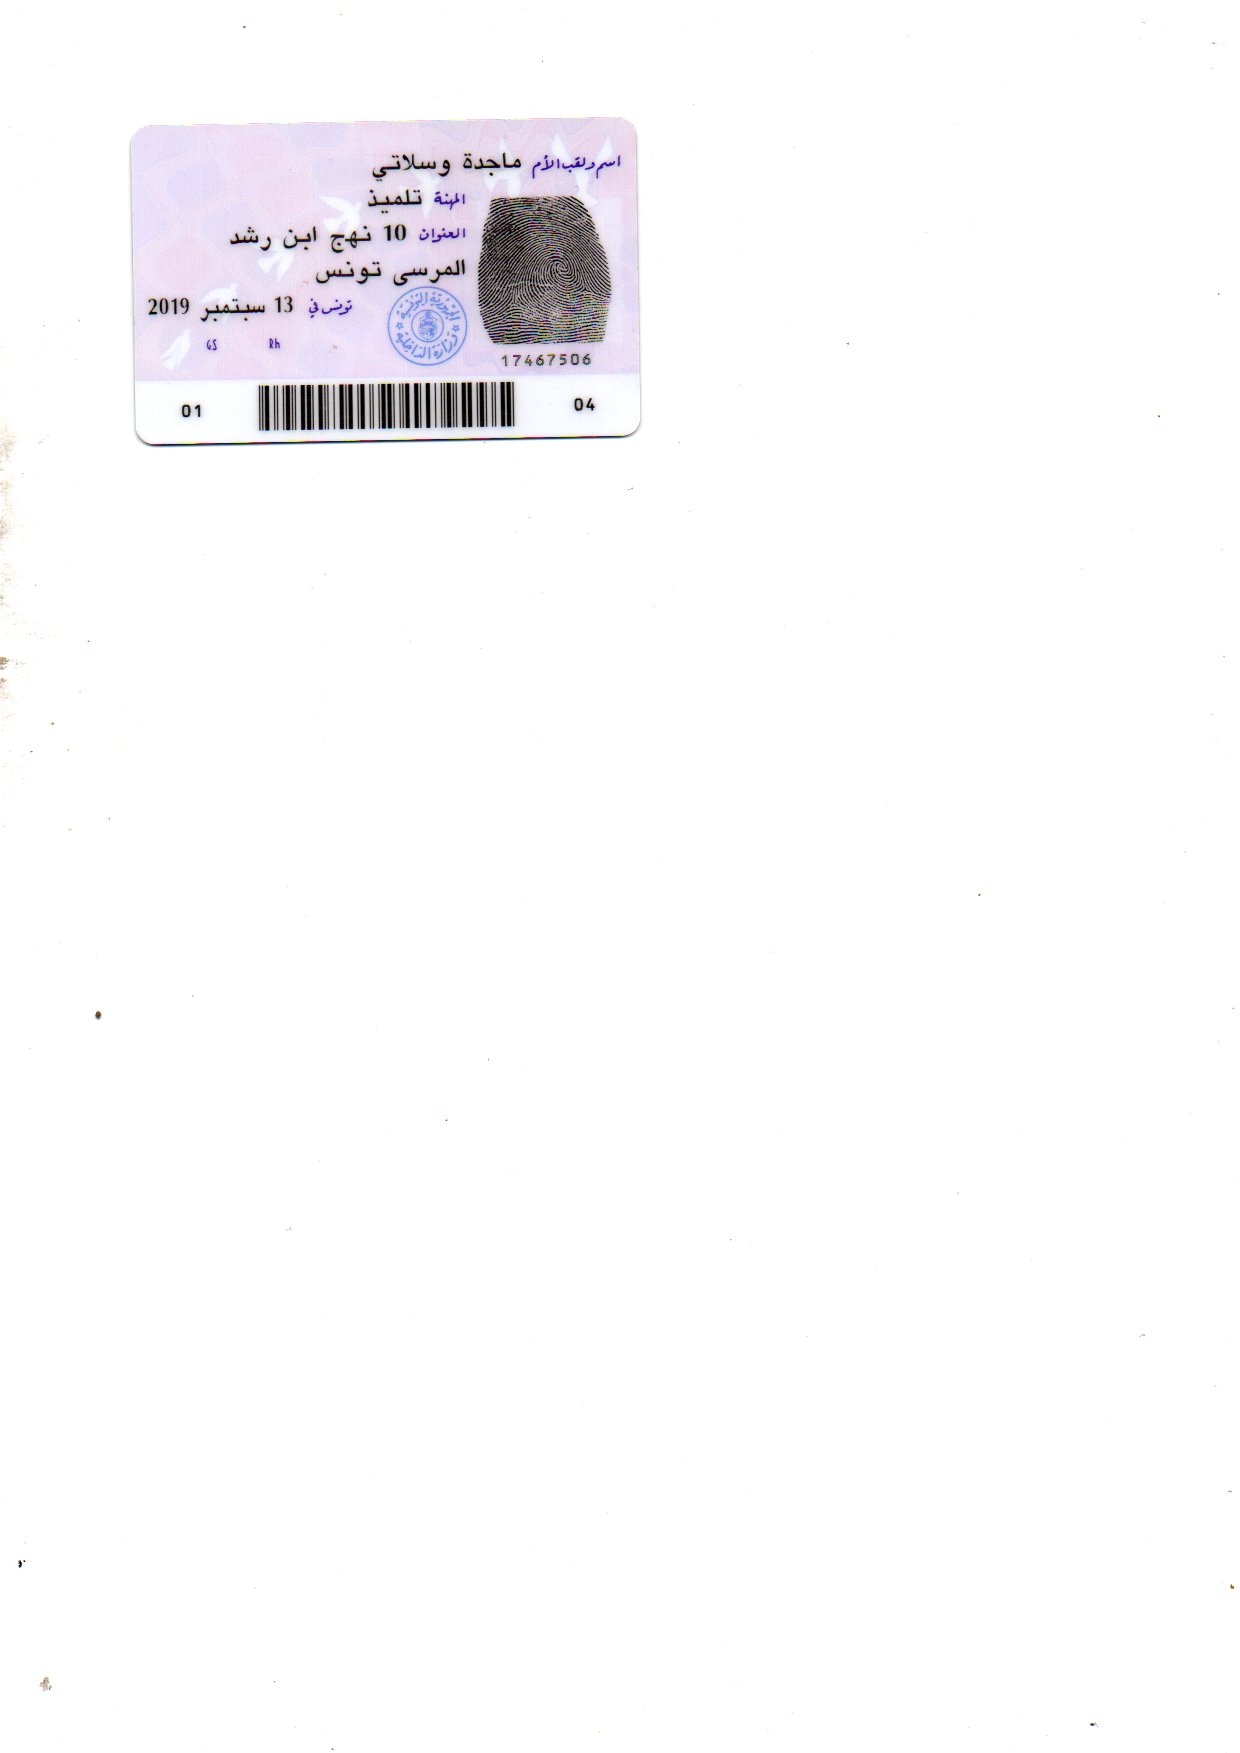 اسم ولقب الأم ماجدة وسلاتي
المهنة تلميذ
العنوان 10 نهج ابن رشد
المرسى تونس
تونس في 13 سبتمبر 2019
الجمهورية التونسية
وزارة الداخلية
GS Rh
17467506
01 04